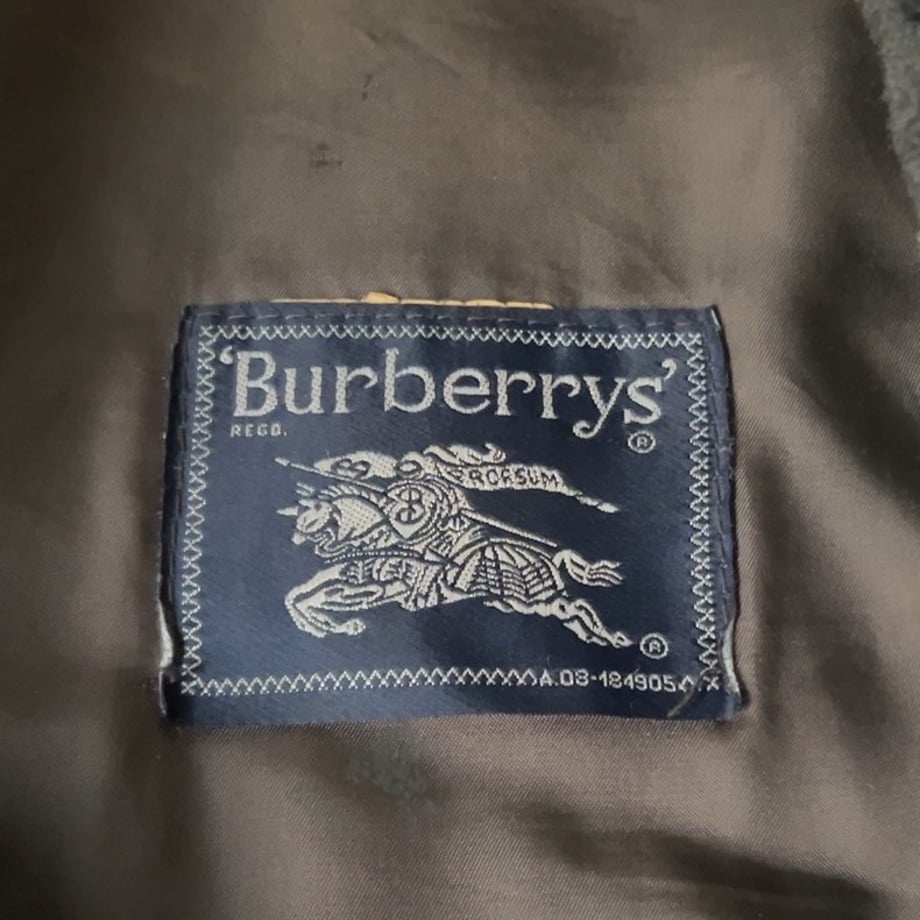 ‘Burberrys’
REGD. ®
PRORSUM
®
A.03-184905